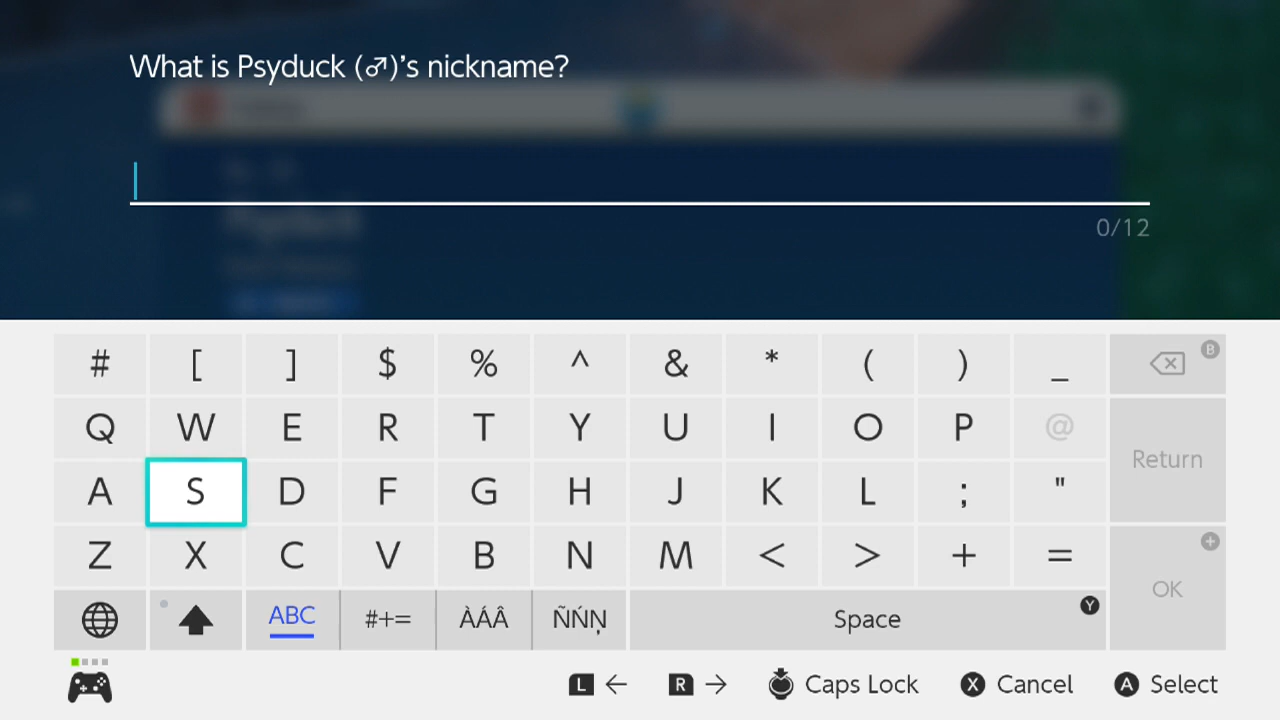 What is Psyduck (♂)’s nickname?
0/12
# [ ] $ % ^ & * ( ) _ B
Q W E R T Y U I O P @ Return
A S D F G H J K L ; "
Z X C V B N M < > + = + OK
ABC #+= ÀÁÂ ÑŃŅ Space Y
L ← R → Caps Lock X Cancel A Select